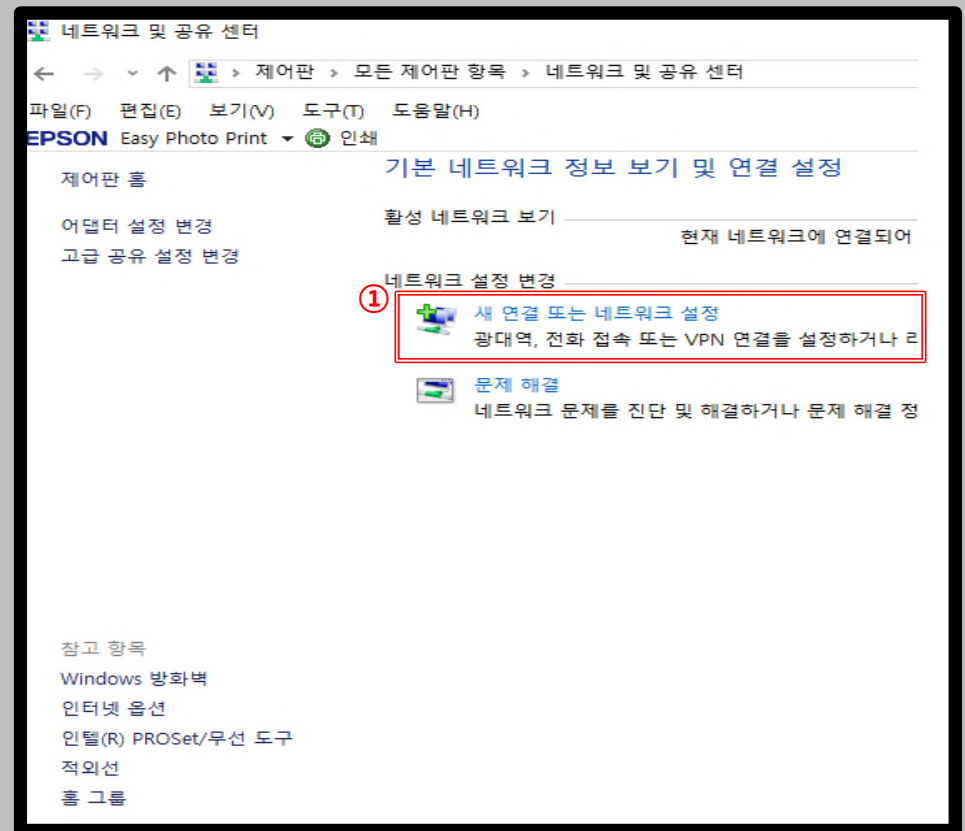 네트워크 및 공유 센터
← → ↑ > 제어판 > 모든 제어판 항목 > 네트워크 및 공유 센터
파일(F) 편집(E) 보기(V) 도구(T) 도움말(H)
EPSON Easy Photo Print 인쇄
제어판 홈
어댑터 설정 변경
고급 공유 설정 변경
기본 네트워크 정보 보기 및 연결 설정
활성 네트워크 보기
현재 네트워크에 연결되어
네트워크 설정 변경
①
새 연결 또는 네트워크 설정
광대역, 전화 접속 또는 VPN 연결을 설정하거나
문제 해결
네트워크 문제를 진단 및 해결하거나 문제 해결 정
참고 항목
Windows 방화벽
인터넷 옵션
인텔(R) PROSet/무선 도구
적외선
홈 그룹